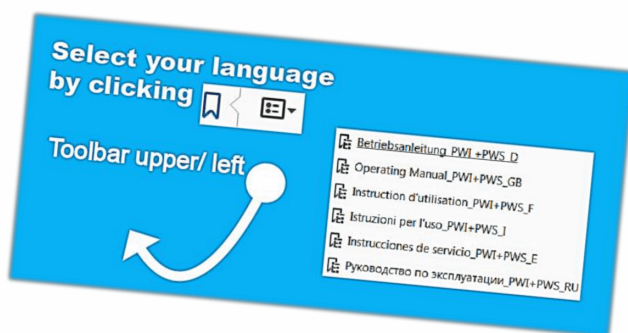 Select your language
by clicking
Toolbar upper/ left
Betriebsanleitung_PWI +PWS_D
Operating Manual_PWI+PWS_GB
Instruction d'utilisation_PWI+PWS_F
Istruzioni per l'uso_PWI+PWS_I
Instrucciones de servicio_PWI+PWS_E
Руководство по эксплуатации_PWI+PWS_RU